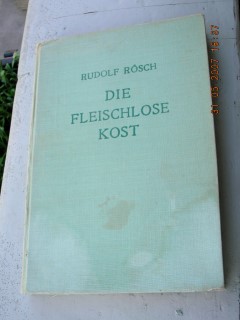 RUDOLF RÖSCH
DIE
FLEISCHLOSE
KOST